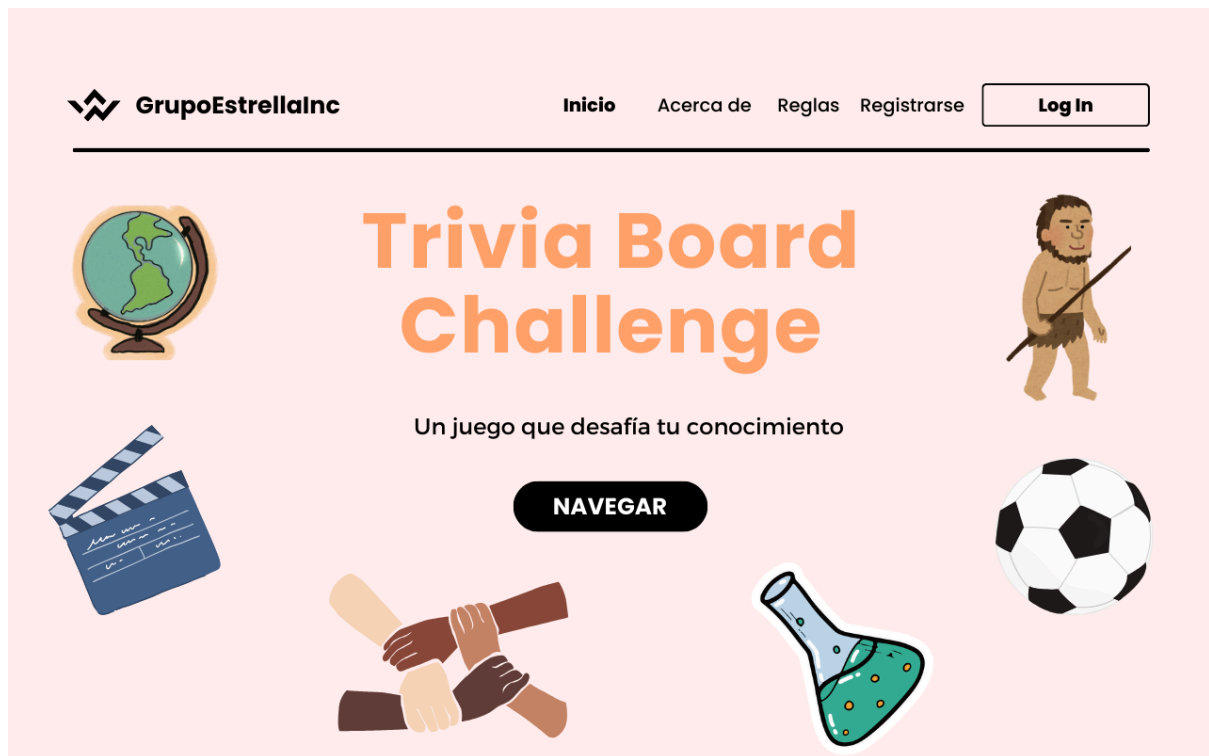 GrupoEstrellaInc Inicio Acerca de Reglas Registrarse Log In
Trivia Board
Challenge
Un juego que desafía tu conocimiento
NAVEGAR